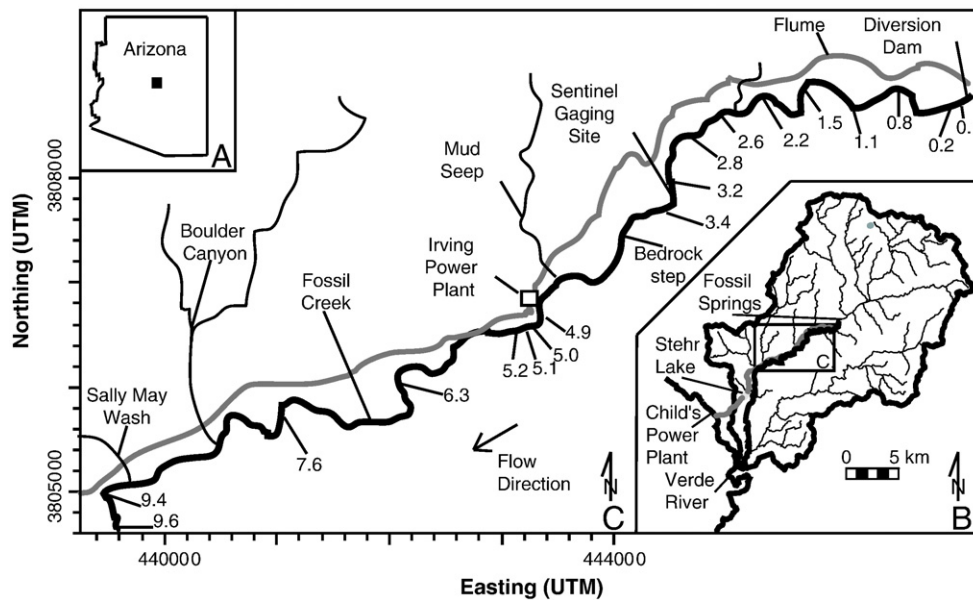 Arizona
A
Flume
Diversion
Dam
Sentinel
Gaging
Site
Mud
Seep
Boulder
Canyon
Irving
Power
Plant
Fossil
Creek
Sally May
Wash
Bedrock
step
Flow
Direction
0.2
0.8
1.1
1.5
2.2
2.6
2.8
3.2
3.4
4.9
5.0
5.1
5.2
6.3
7.6
9.4
9.6
N
C
Fossil
Springs
Stehr
Lake
C
Child's
Power
Plant
Verde
River
0 5 km
N
B
Northing (UTM)
3808000
3805000
440000
444000
Easting (UTM)